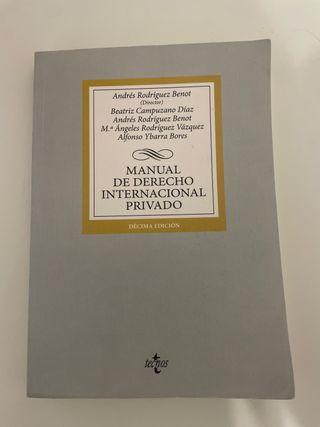 Andrés Rodríguez Benot
(Director)
Beatriz Campuzano Díaz
Andrés Rodríguez Benot
M.ª Ángeles Rodríguez Vázquez
Alfonso Ybarra Bores
MANUAL
DE DERECHO
INTERNACIONAL
PRIVADO
DÉCIMA EDICIÓN
tecnos